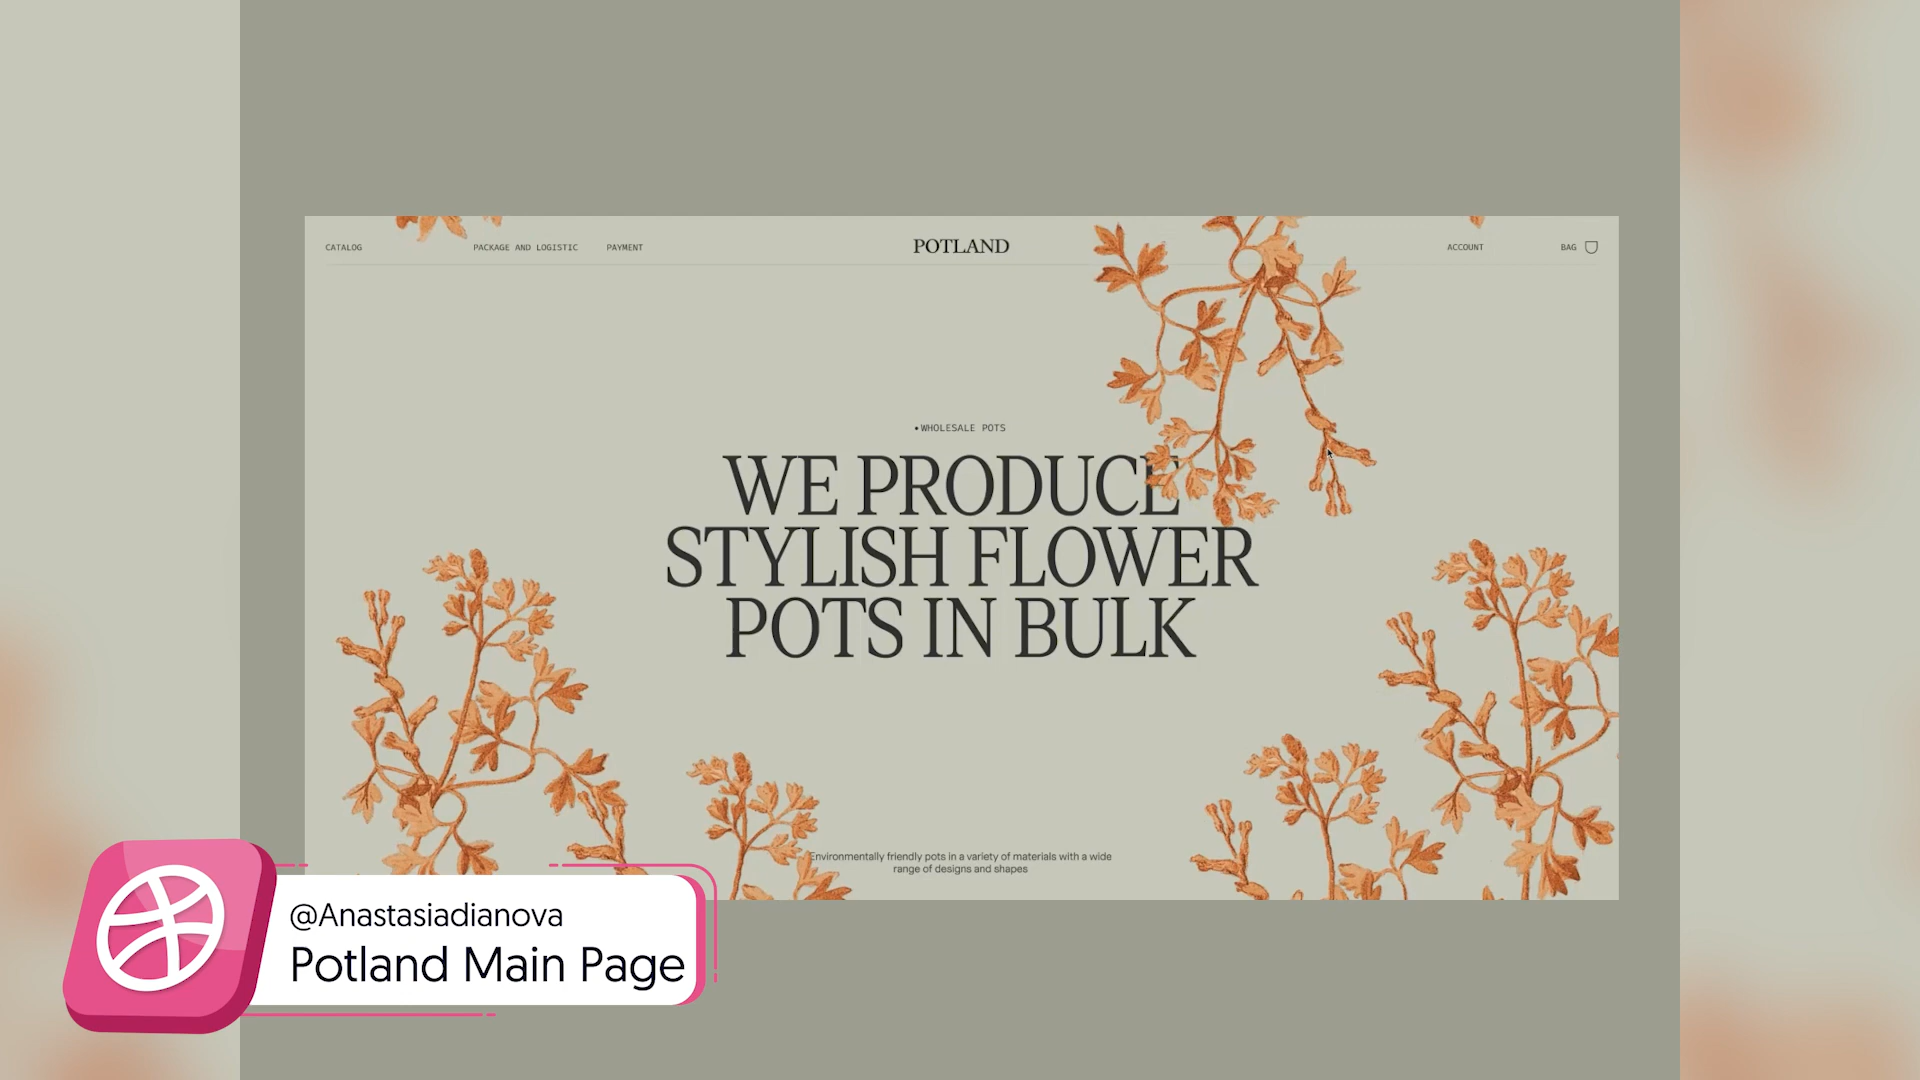 CATALOG PACKAGE AND LOGISTIC PAYMENT POTLAND ACCOUNT BAG
•WHOLESALE POTS
WE PRODUCE
STYLISH FLOWER
POTS IN BULK
Environmentally friendly pots in a variety of materials with a wide
range of designs and shapes
@Anastasiadianova
Potland Main Page